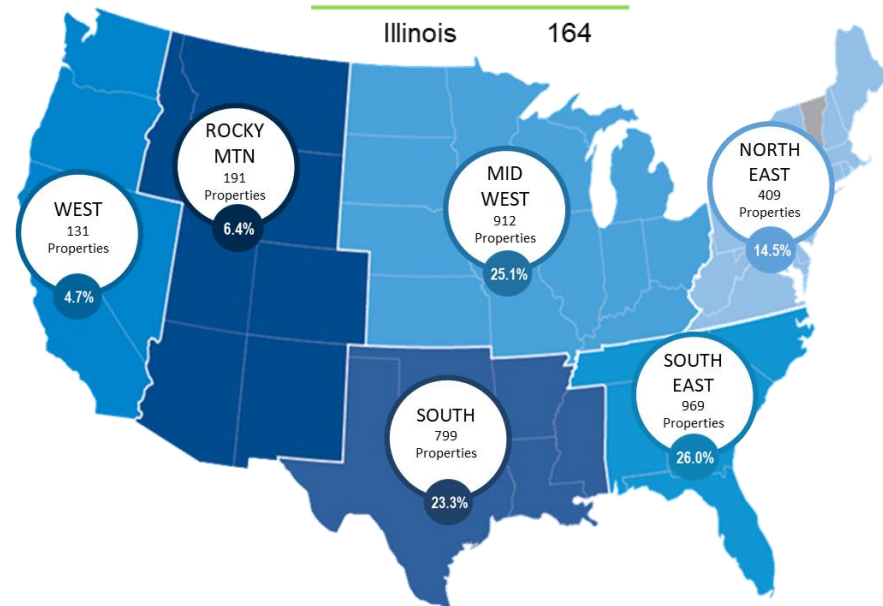 Illinois 164
ROCKY
MTN
191
Properties
6.4%
WEST
131
Properties
4.7%
MID
WEST
912
Properties
25.1%
NORTH
EAST
409
Properties
14.5%
SOUTH
799
Properties
23.3%
SOUTH
EAST
969
Properties
26.0%